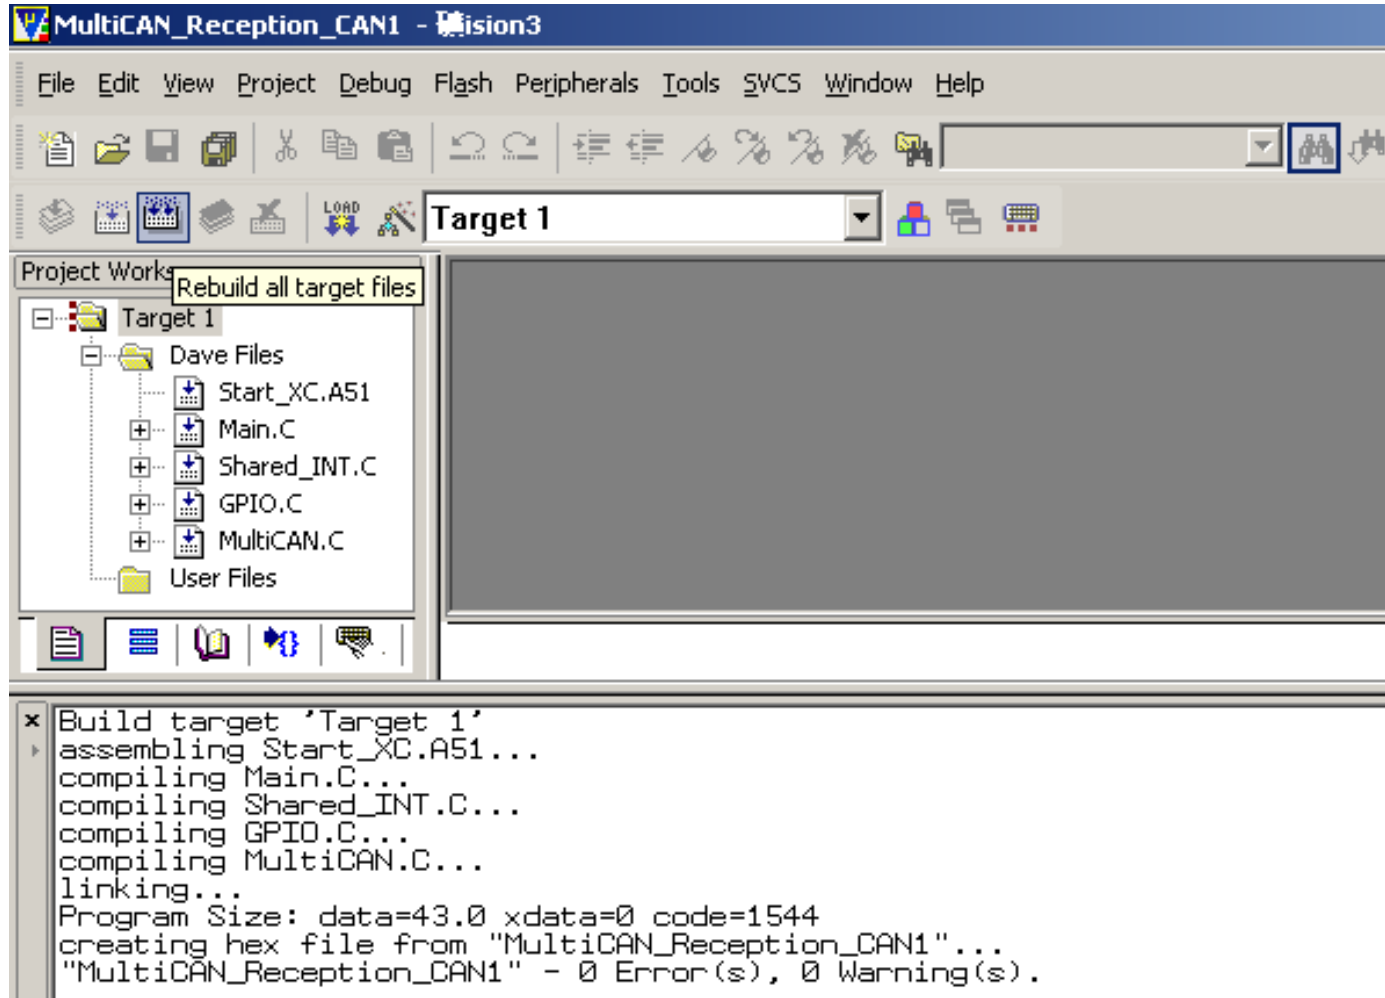 MultiCAN_Reception_CAN1 - ision3
File Edit View Project Debug Flash Peripherals Tools SVCS Window Help
LOAD
Target 1
Project Works
Rebuild all target files
Target 1
Dave Files
Start_XC.A51
Main.C
Shared_INT.C
GPIO.C
MultiCAN.C
User Files
Build target 'Target 1'
assembling Start_XC.A51...
compiling Main.C...
compiling Shared_INT.C...
compiling GPIO.C...
compiling MultiCAN.C...
linking...
Program Size: data=43.0 xdata=0 code=1544
creating hex file from "MultiCAN_Reception_CAN1"...
"MultiCAN_Reception_CAN1" - 0 Error(s), 0 Warning(s).